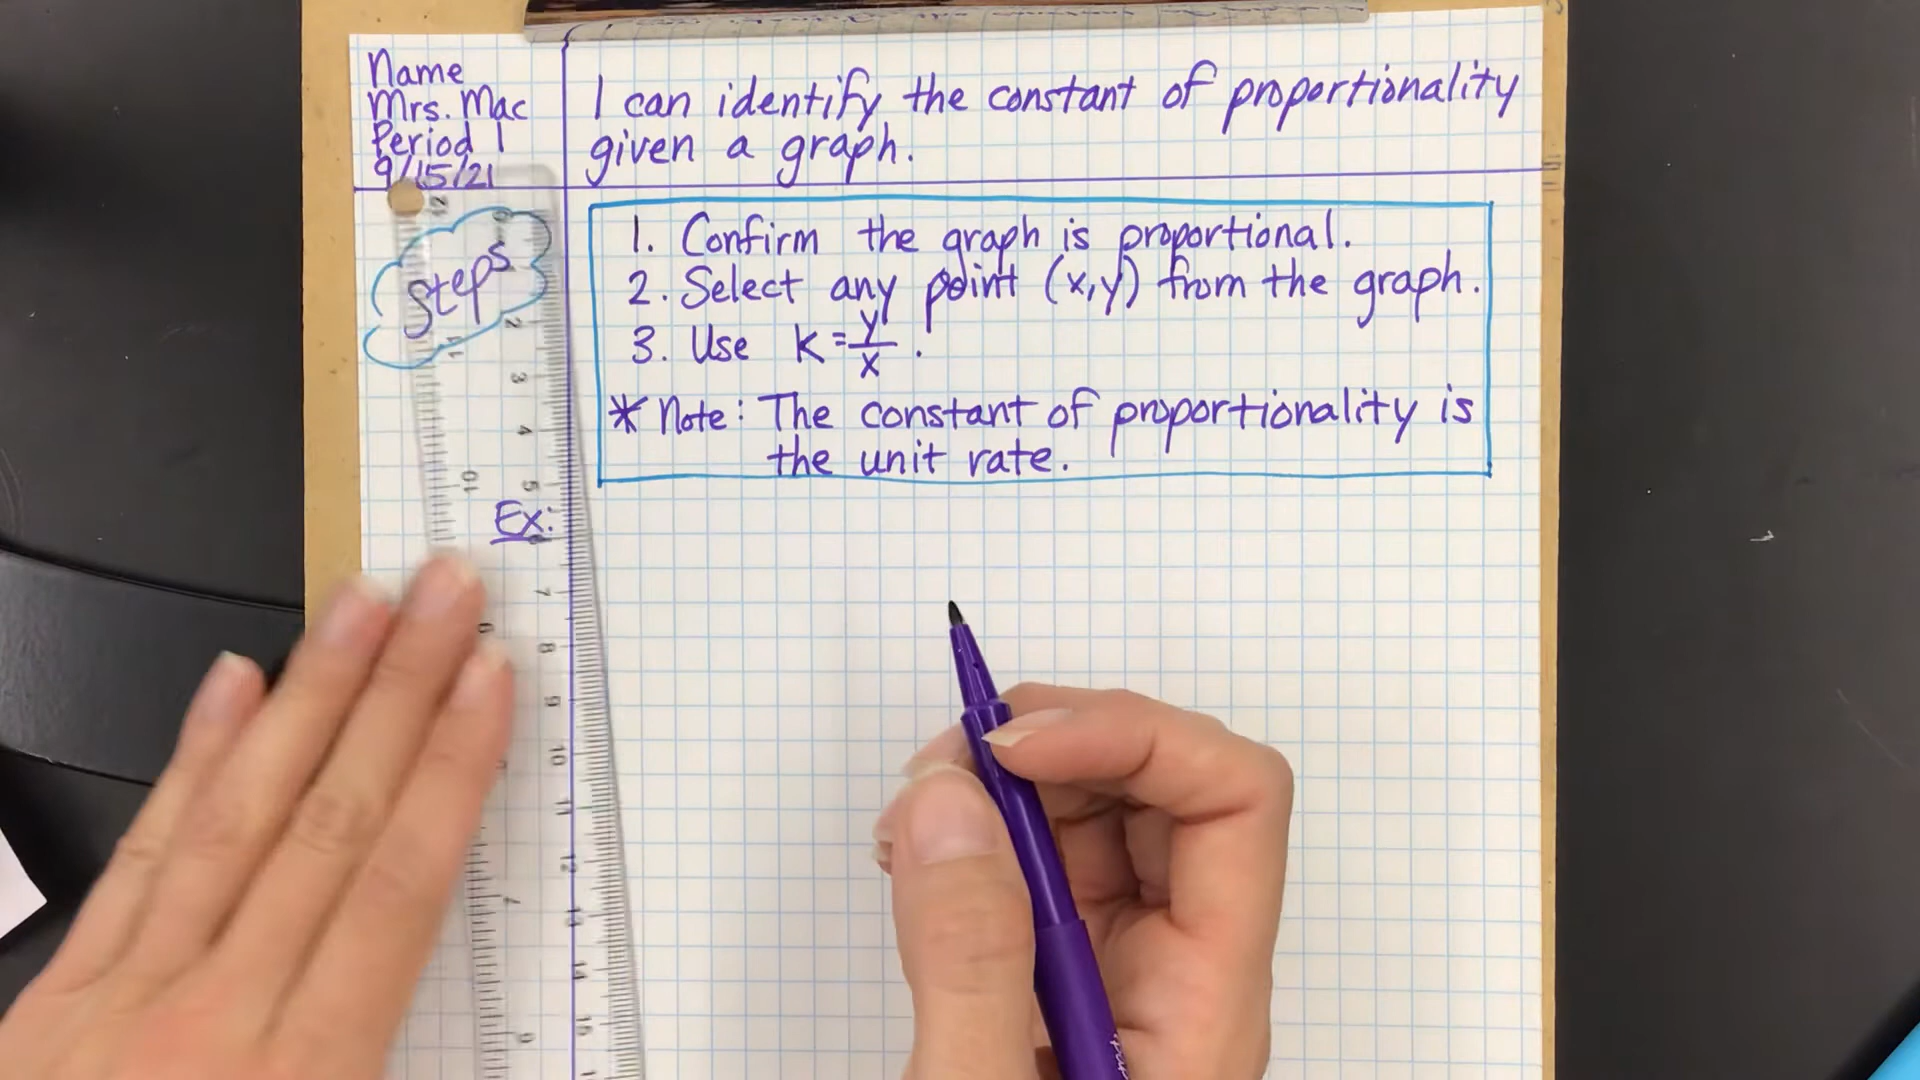 Name
Mrs. Mac
Period 1
9/15/21
I can identify the constant of proportionality
given a graph.
Steps
1. Confirm the graph is proportional.
2. Select any point (x,y) from the graph.
3. Use k=y/x.
* Note: The constant of proportionality is
the unit rate.
Ex: